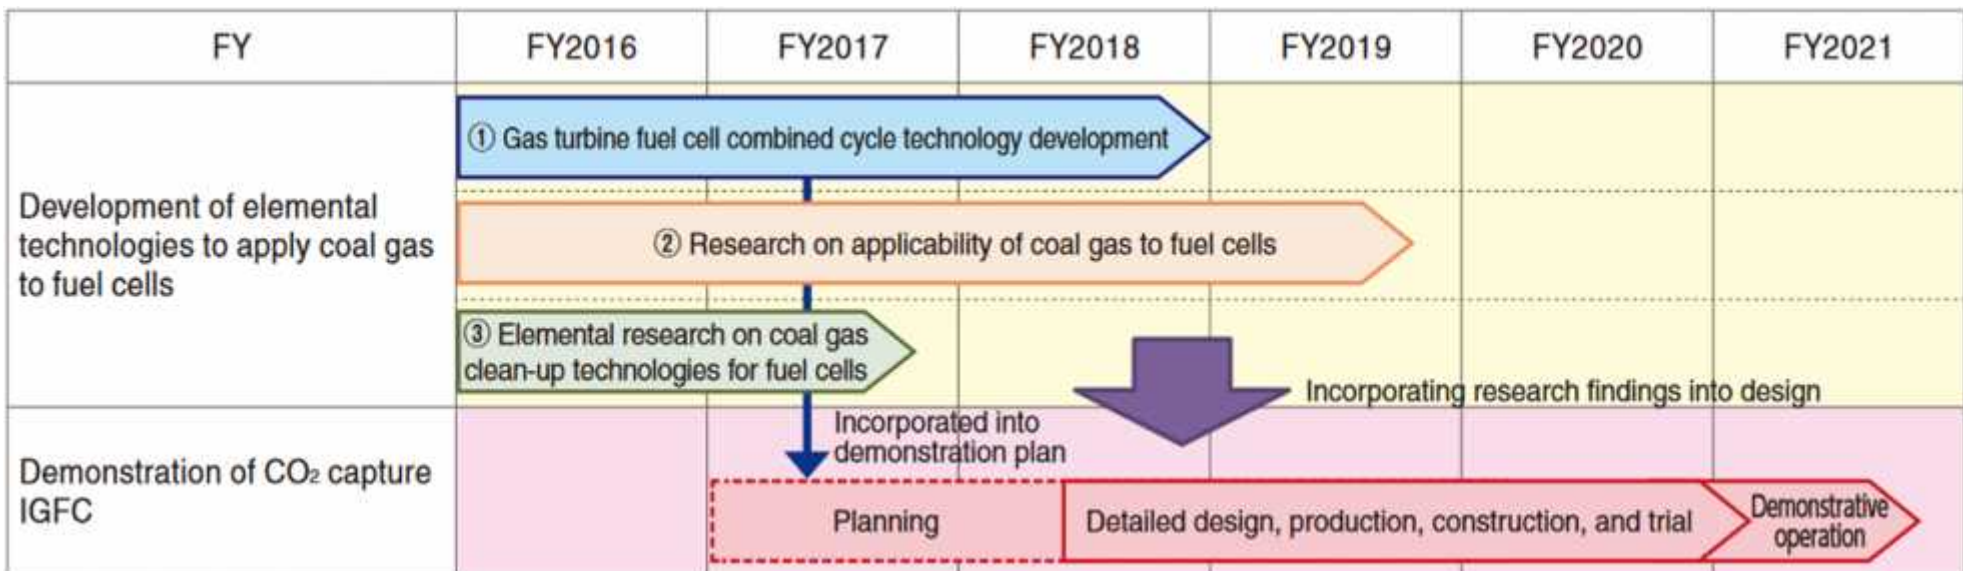 FY FY2016 FY2017 FY2018 FY2019 FY2020 FY2021
① Gas turbine fuel cell combined cycle technology development
Development of elemental
technologies to apply coal gas
to fuel cells
② Research on applicability of coal gas to fuel cells
③ Elemental research on coal gas
clean-up technologies for fuel cells
Incorporating research findings into design
Incorporated into
demonstration plan
Demonstration of CO₂ capture
IGFC
Planning
Detailed design, production, construction, and trial
Demonstrative
operation